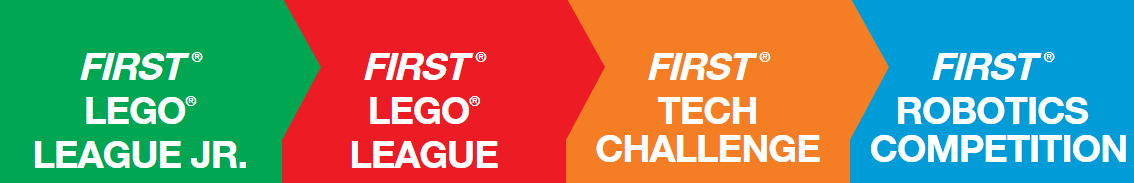 FIRST®
LEGO®
LEAGUE JR.
FIRST®
LEGO®
LEAGUE
FIRST®
TECH
CHALLENGE
FIRST®
ROBOTICS
COMPETITION